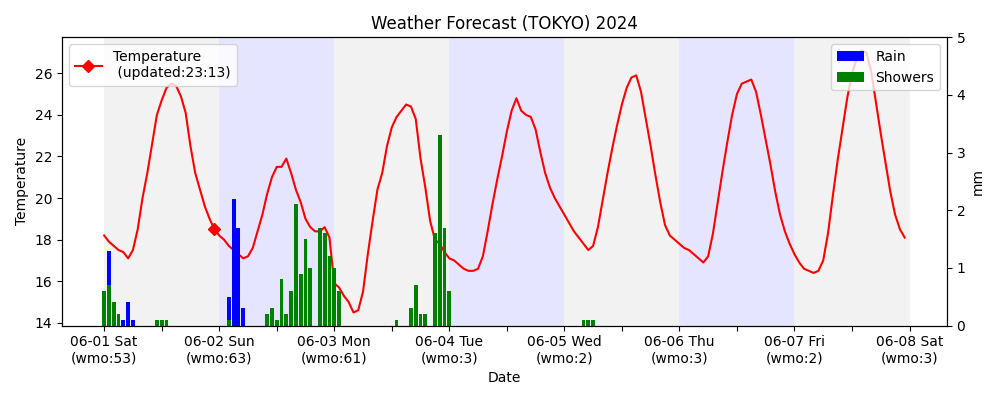 Weather Forecast (TOKYO) 2024
Temperature
(updated:23:13)
Rain
Showers
Temperature
26
24
22
20
18
16
14
5
4
3
2
1
0
mm
06-01 Sat
(wmo:53)
06-02 Sun
(wmo:63)
06-03 Mon
(wmo:61)
06-04 Tue
(wmo:3)
06-05 Wed
(wmo:2)
06-06 Thu
(wmo:3)
06-07 Fri
(wmo:2)
06-08 Sat
(wmo:3)
Date